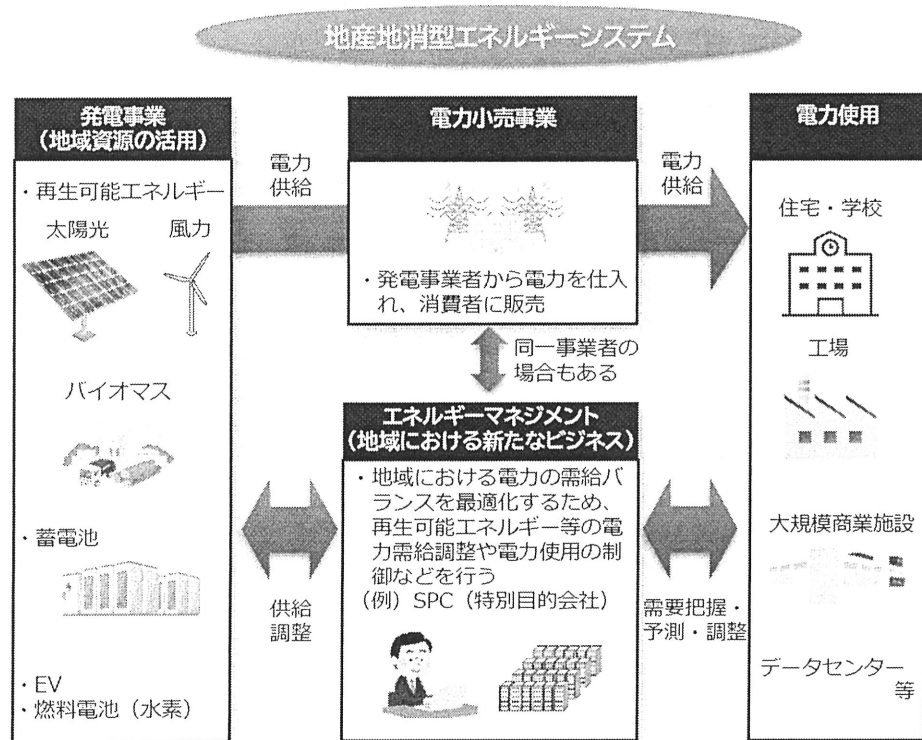 地産地消型エネルギーシステム
発電事業
（地域資源の活用）
・再生可能エネルギー
太陽光
風力
バイオマス
・蓄電池
・EV
・燃料電池（水素）
電力
供給
電力小売事業
・発電事業者から電力を仕入
れ、消費者に販売
同一事業者の
場合もある
エネルギーマネジメント
（地域における新たなビジネス）
・地域における電力の需給バ
ランスを最適化するため、
再生可能エネルギー等の電
力需給調整や電力使用の制
御などを行う
（例）SPC（特別目的会社）
供給
調整
電力
供給
需要把握・
予測・調整
電力使用
住宅・学校
工場
大規模商業施設
データセンター
等